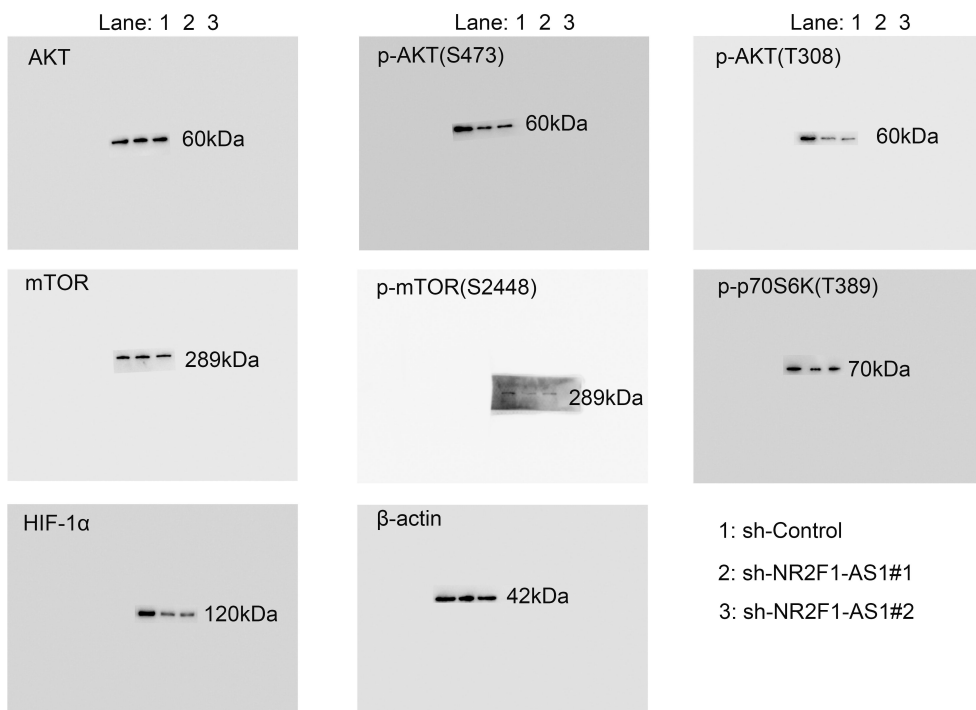 Lane: 1 2 3
Lane: 1 2 3
Lane: 1 2 3
AKT
60kDa
p-AKT(S473)
60kDa
p-AKT(T308)
60kDa
mTOR
289kDa
p-mTOR(S2448)
289kDa
p-p70S6K(T389)
70kDa
HIF-1α
120kDa
β-actin
42kDa
1: sh-Control
2: sh-NR2F1-AS1#1
3: sh-NR2F1-AS1#2